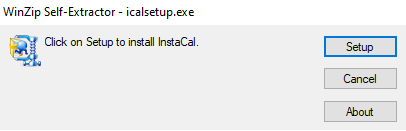 WinZip Self-Extractor - icalsetup.exe
Click on Setup to install InstaCal.
Setup
Cancel
About